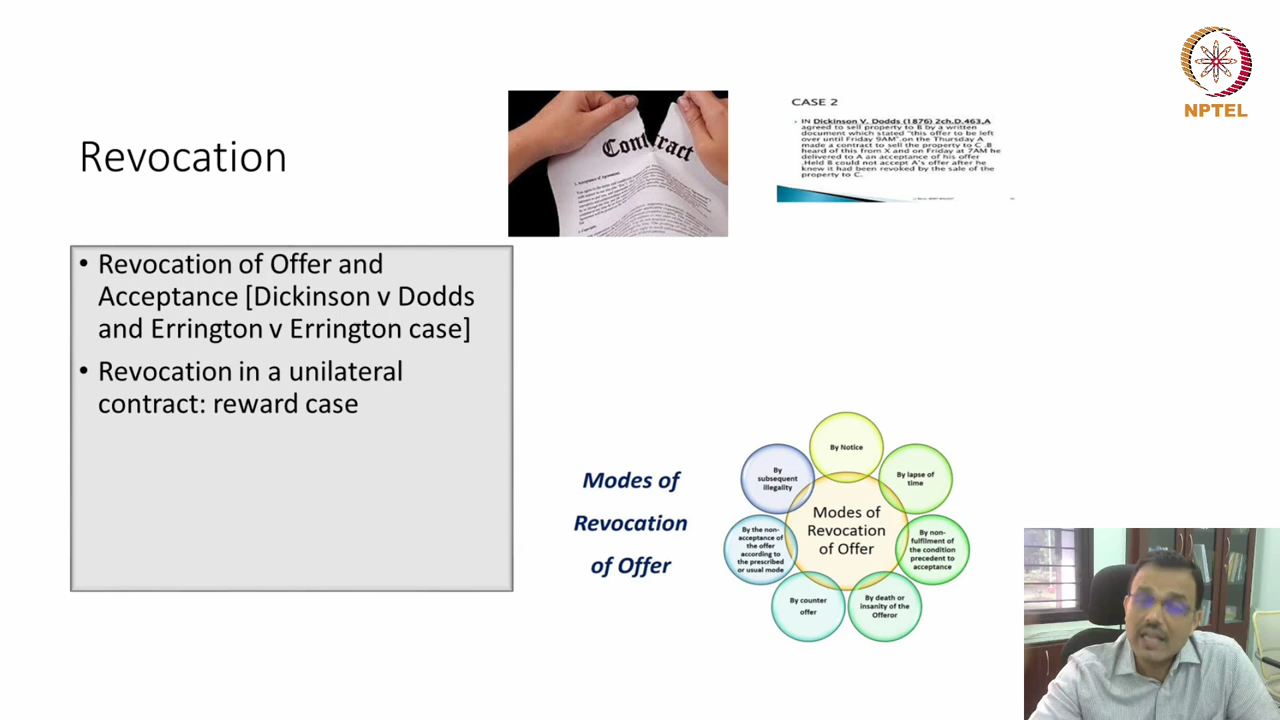 NPTEL
Revocation
• Revocation of Offer and
Acceptance [Dickinson v Dodds
and Errington v Errington case]
• Revocation in a unilateral
contract: reward case
Contract
CASE 2
IN Dickinson V. Dodds (1876) 2ch.D.463,A
agreed to sell property to B by a written
document which stated "this offer to be left
over until Friday 9AM".on the Thursday A
made a contract to sell the property to C .B
heard of this from X and on Friday at 7AM he
delivered to A an acceptance of his offer
.Held B could not accept A's offer after he
knew it had been revoked by the sale of the
property to C.
Modes of
Revocation
of Offer
Modes of
Revocation
of Offer
By Notice
By lapse of
time
By non-
fulfilment of
the condition
precedent to
acceptance
By death or
insanity of the
Offeror
By counter
offer
By the non-
acceptance of
the offer
according to
the prescribed
or usual mode
By
subsequent
illegality